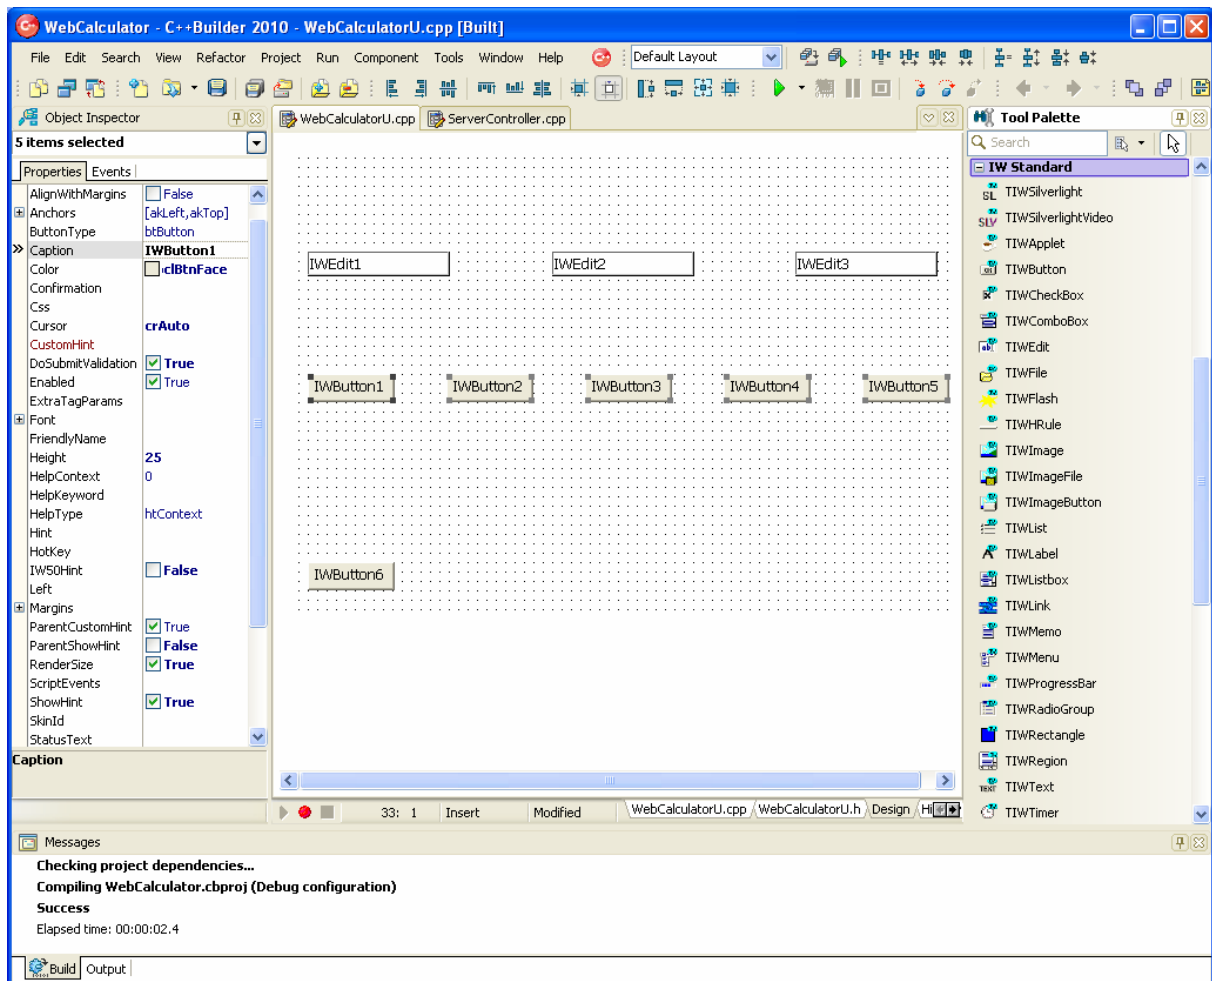 WebCalculator - C++Builder 2010 - WebCalculatorU.cpp [Built]
File Edit Search View Refactor Project Run Component Tools Window Help Default Layout
Object Inspector
5 items selected
Properties Events
AlignWithMargins False
Anchors [akLeft,akTop]
ButtonType btButton
Caption IWButton1
Color clBtnFace
Confirmation
Css
Cursor crAuto
CustomHint
DoSubmitValidation True
Enabled True
ExtraTagParams
Font
FriendlyName
Height 25
HelpContext 0
HelpKeyword
HelpType htContext
Hint
HotKey
IW50Hint False
Left
Margins
ParentCustomHint True
ParentShowHint False
RenderSize True
ScriptEvents
ShowHint True
SkinId
StatusText
Caption
WebCalculatorU.cpp ServerController.cpp
IWEdit1 IWEdit2 IWEdit3
IWButton1 IWButton2 IWButton3 IWButton4 IWButton5
IWButton6
33: 1 Insert Modified WebCalculatorU.cpp WebCalculatorU.h Design Hi
Tool Palette
Search
IW Standard
SL TIWSilverlight
SLV TIWSilverlightVideo
TIWApplet
TIWButton
TIWCheckBox
TIWComboBox
TIWEdit
TIWFile
TIWFlash
TIWHRule
TIWImage
TIWImageFile
TIWImageButton
TIWList
TIWLabel
TIWListbox
TIWLink
TIWMemo
TIWMenu
TIWProgressBar
TIWRadioGroup
TIWRectangle
TIWRegion
TEXT TIWText
TIWTimer
Messages
Checking project dependencies...
Compiling WebCalculator.cbproj (Debug configuration)
Success
Elapsed time: 00:00:02.4
Build Output